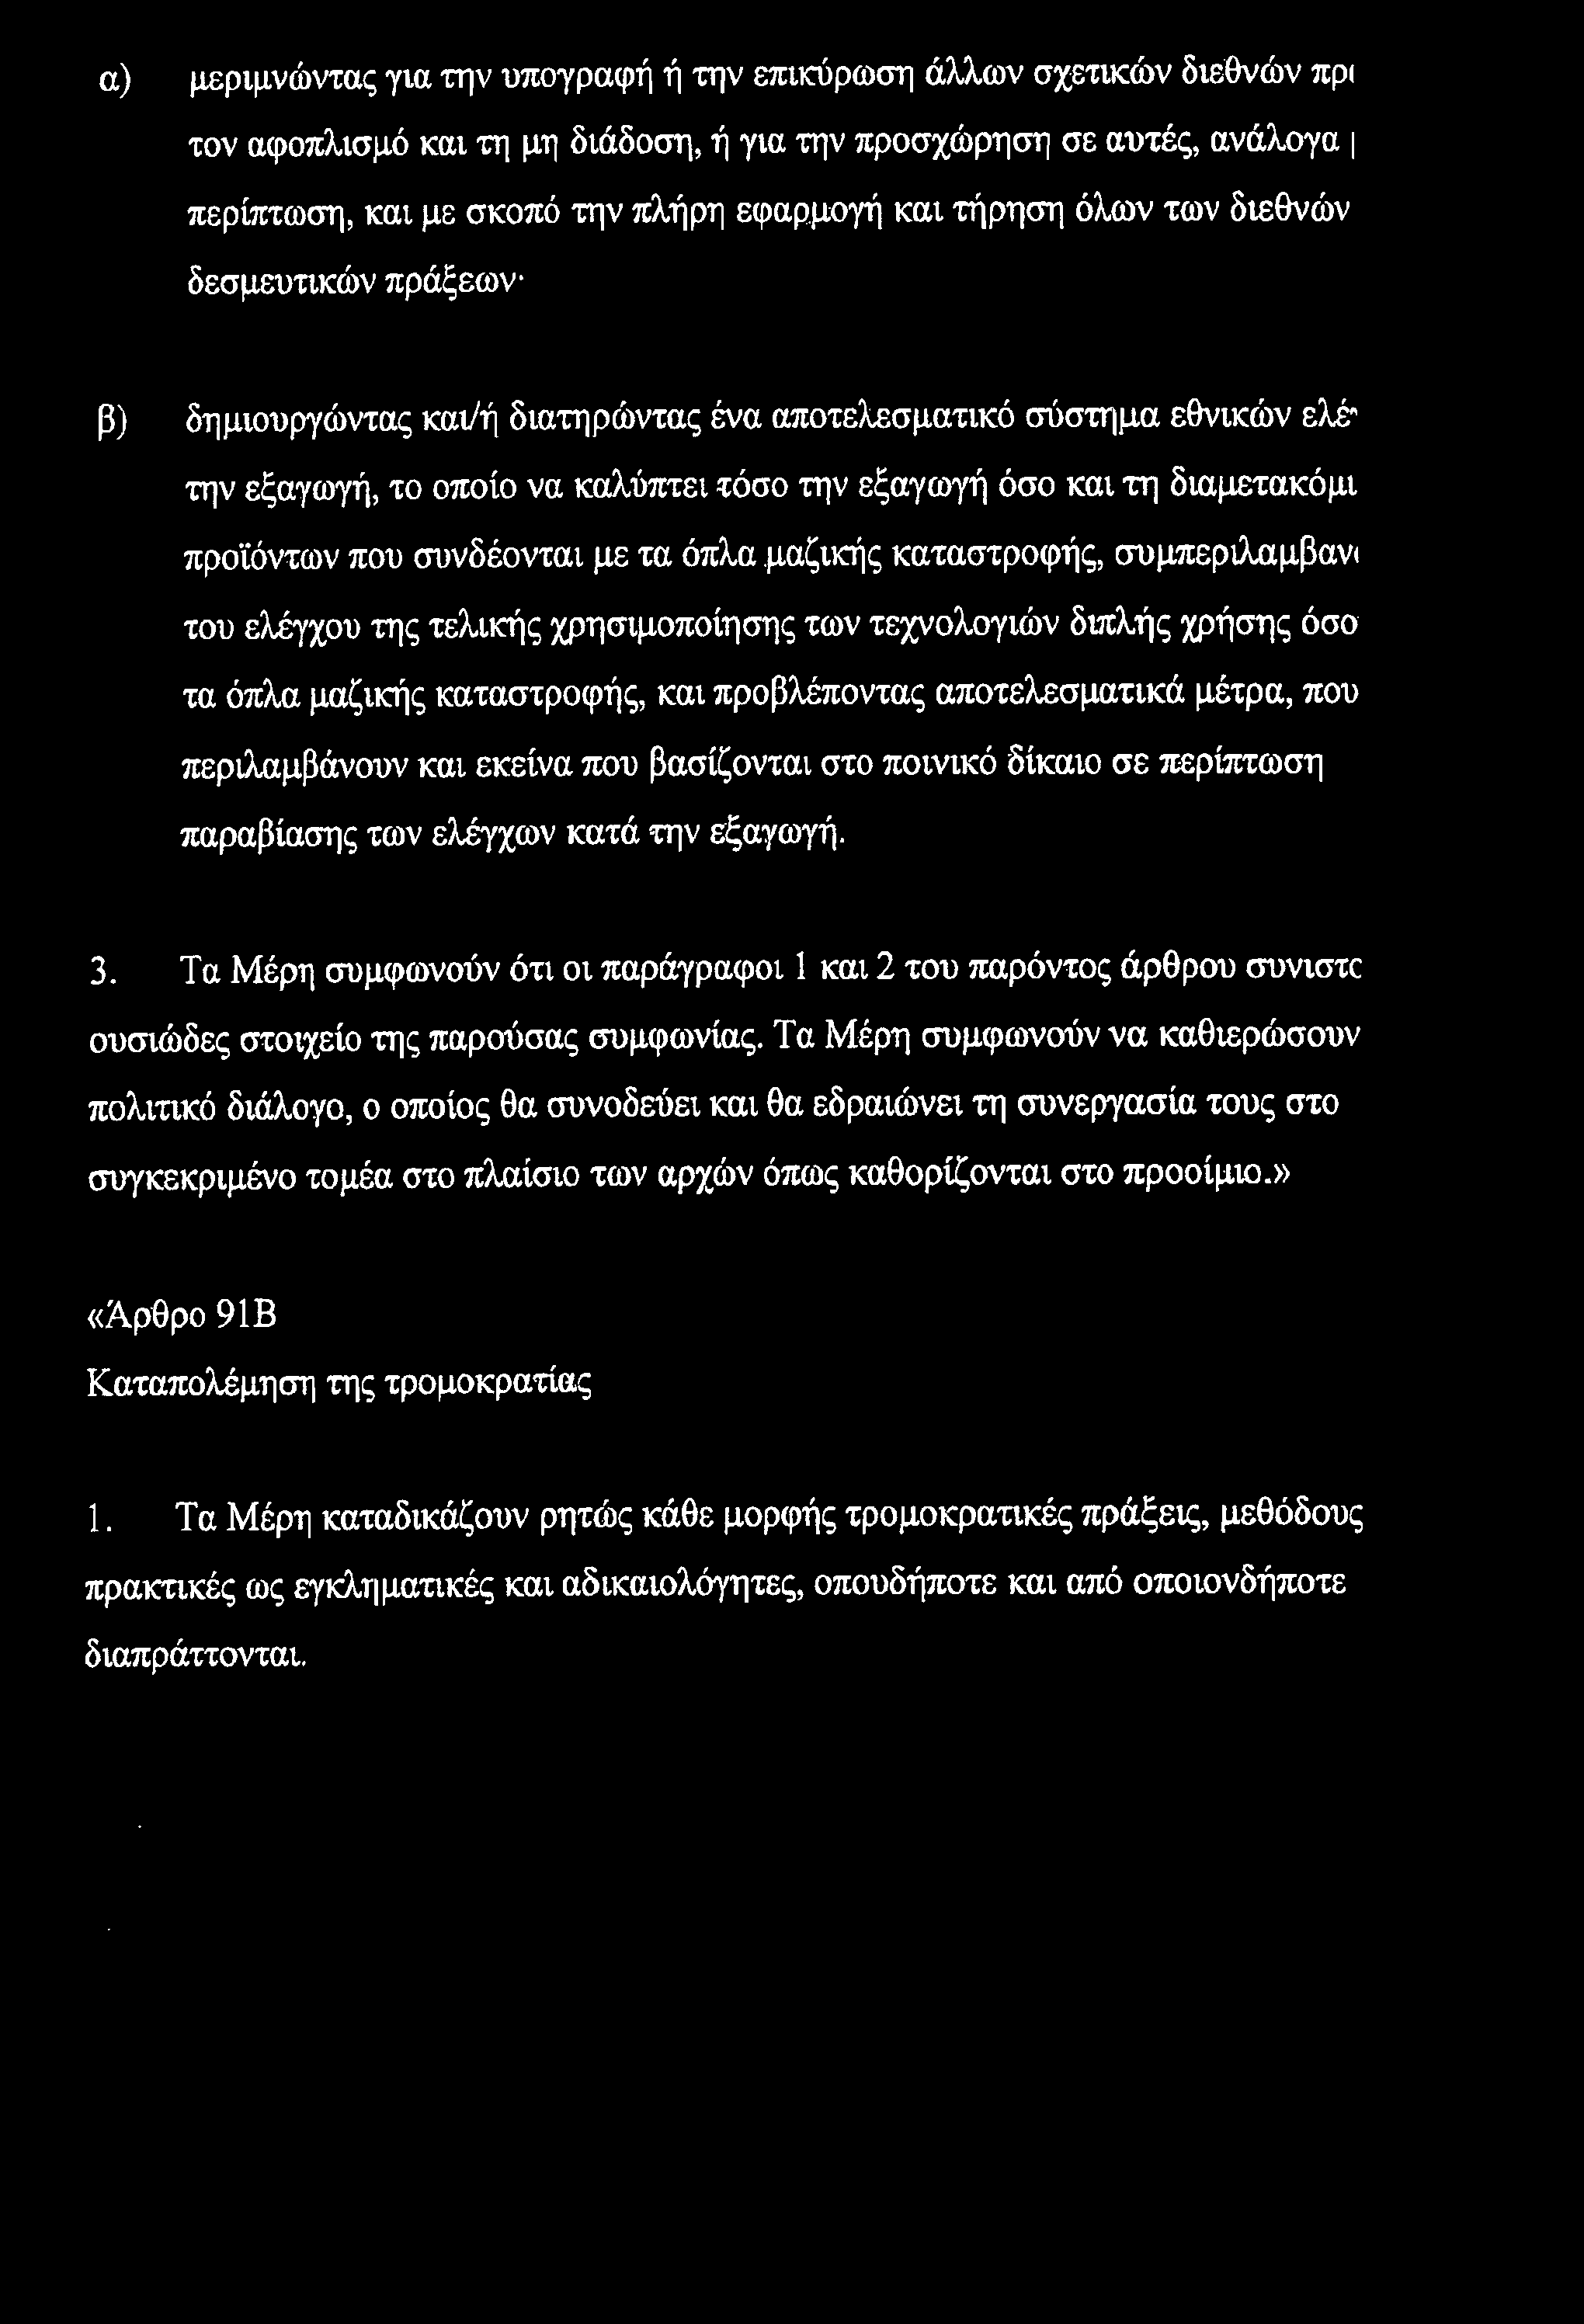 α) μεριμνώντας για την υπογραφή ή την επικύρωση άλλων σχετικών διεθνών
τον αφοπλισμό και τη μη διάδοση, ή για την προσχώρηση σε αυτές, ανάλογα
περίπτωση, και με σκοπό την πλήρη εφαρμογή και τήρηση όλων των διεθνών
δεσμευτικών πράξεων·
β) δημιουργώντας και/ή διατηρώντας ένα αποτελεσματικό σύστημα εθνικών
την εξαγωγή, το οποίο να καλύπτει τόσο την εξαγωγή όσο και τη
προϊόντων που συνδέονται με τα όπλα μαζικής καταστροφής,
του ελέγχου της τελικής χρησιμοποίησης των τεχνολογιών διπλής χρήσης όσο
τα όπλα μαζικής καταστροφής, και προβλέποντας αποτελεσματικά μέτρα, που
περιλαμβάνουν και εκείνα που βασίζονται στο ποινικό δίκαιο σε περίπτωση
παραβίασης των ελέγχων κατά την εξαγωγή.
3. Τα Μέρη συμφωνούν ότι οι παράγραφοι 1 και 2 του παρόντος άρθρου
ουσιώδες στοιχείο της παρούσας συμφωνίας. Τα Μέρη συμφωνούν να καθιερώσουν
πολιτικό διάλογο, ο οποίος θα συνοδεύει και θα εδραιώνει τη συνεργασία τους στο
συγκεκριμένο τομέα στο πλαίσιο των αρχών όπως καθορίζονται στο προοίμιο.»
«Άρθρο 91Β
Καταπολέμηση της τρομοκρατίας
1. Τα Μέρη καταδικάζουν ρητώς κάθε μορφής τρομοκρατικές πράξεις, μεθόδους
πρακτικές ως εγκληματικές και αδικαιολόγητες, οπουδήποτε και από οποιονδήποτε
διαπράττονται.